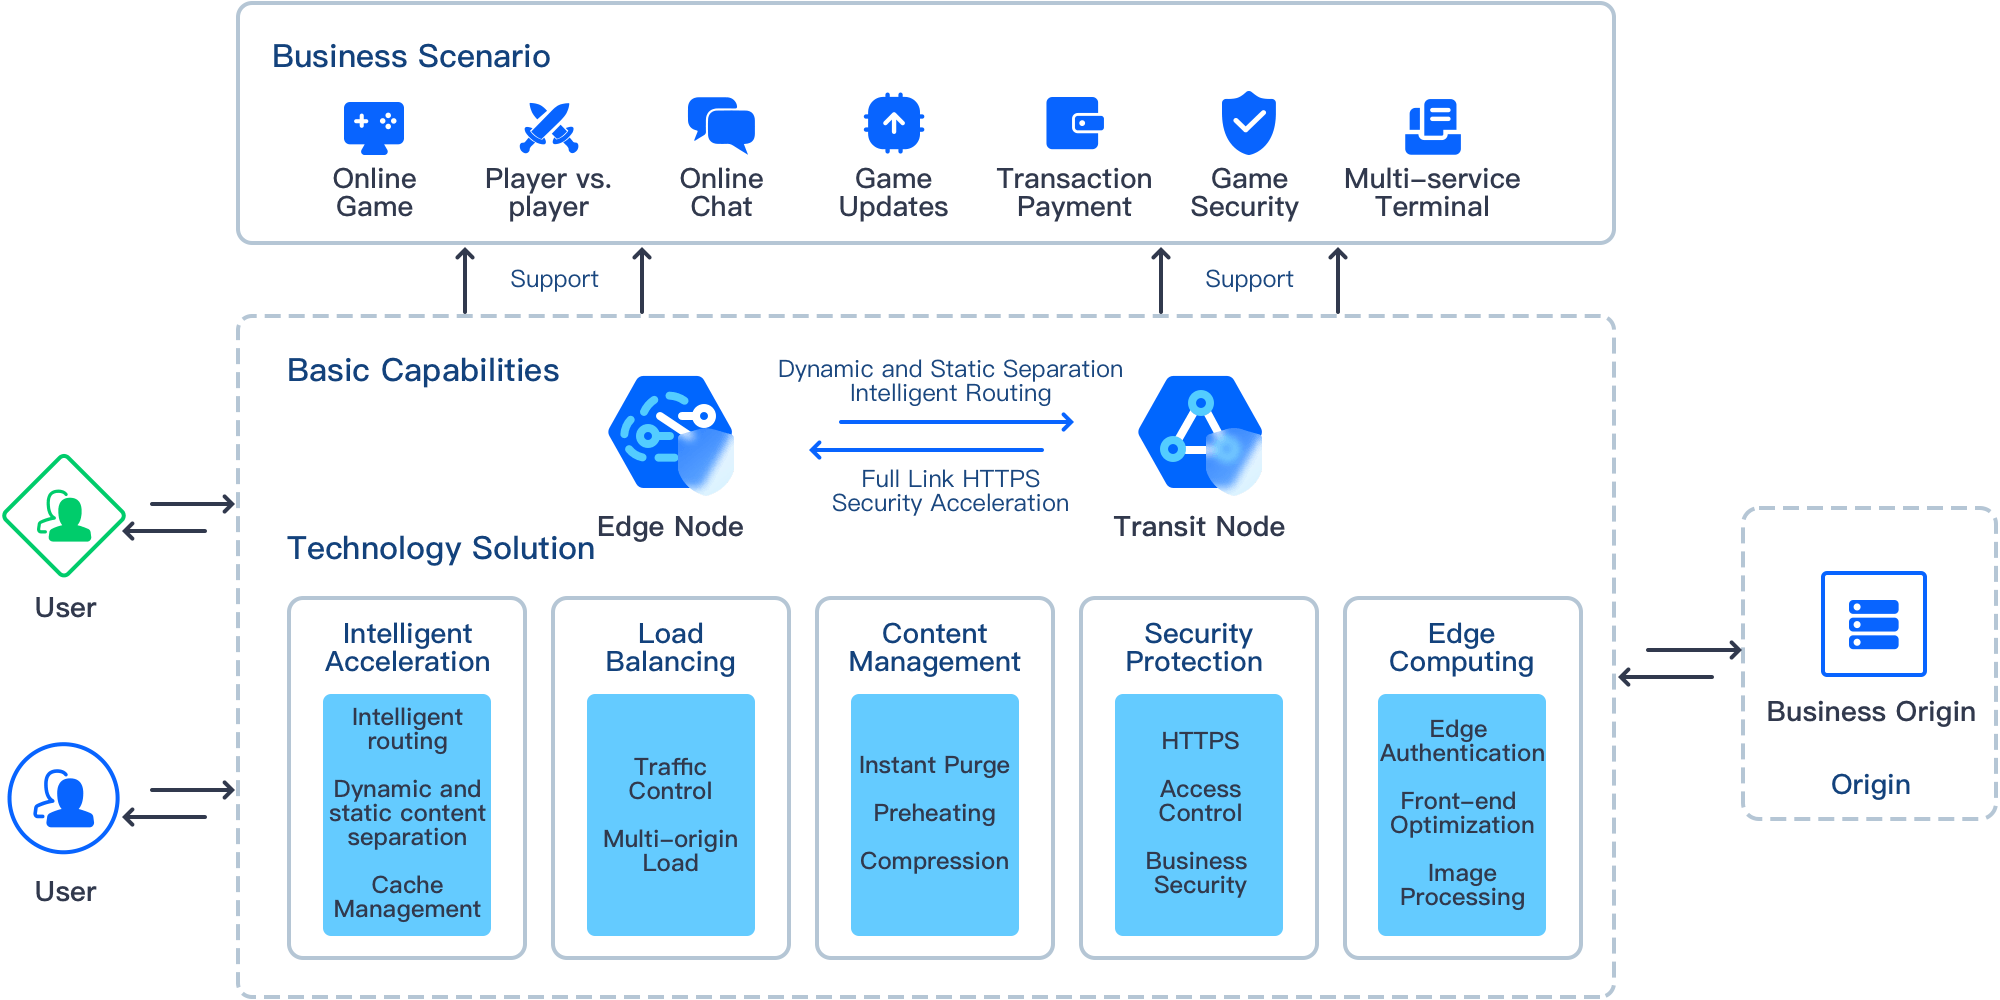 Business Scenario
Online
Game
Player vs.
player
Online
Chat
Game
Updates
Transaction
Payment
Game
Security
Multi-service
Terminal
Support
Support
Basic Capabilities
Dynamic and Static Separation
Intelligent Routing
Full Link HTTPS
Security Acceleration
Edge Node
Transit Node
Technology Solution
Intelligent
Acceleration
Intelligent
routing
Dynamic and
static content
separation
Cache
Management
Load
Balancing
Traffic
Control
Multi-origin
Load
Content
Management
Instant Purge
Preheating
Compression
Security
Protection
HTTPS
Access
Control
Business
Security
Edge
Computing
Edge
Authentication
Front-end
Optimization
Image
Processing
User
User
Business Origin
Origin